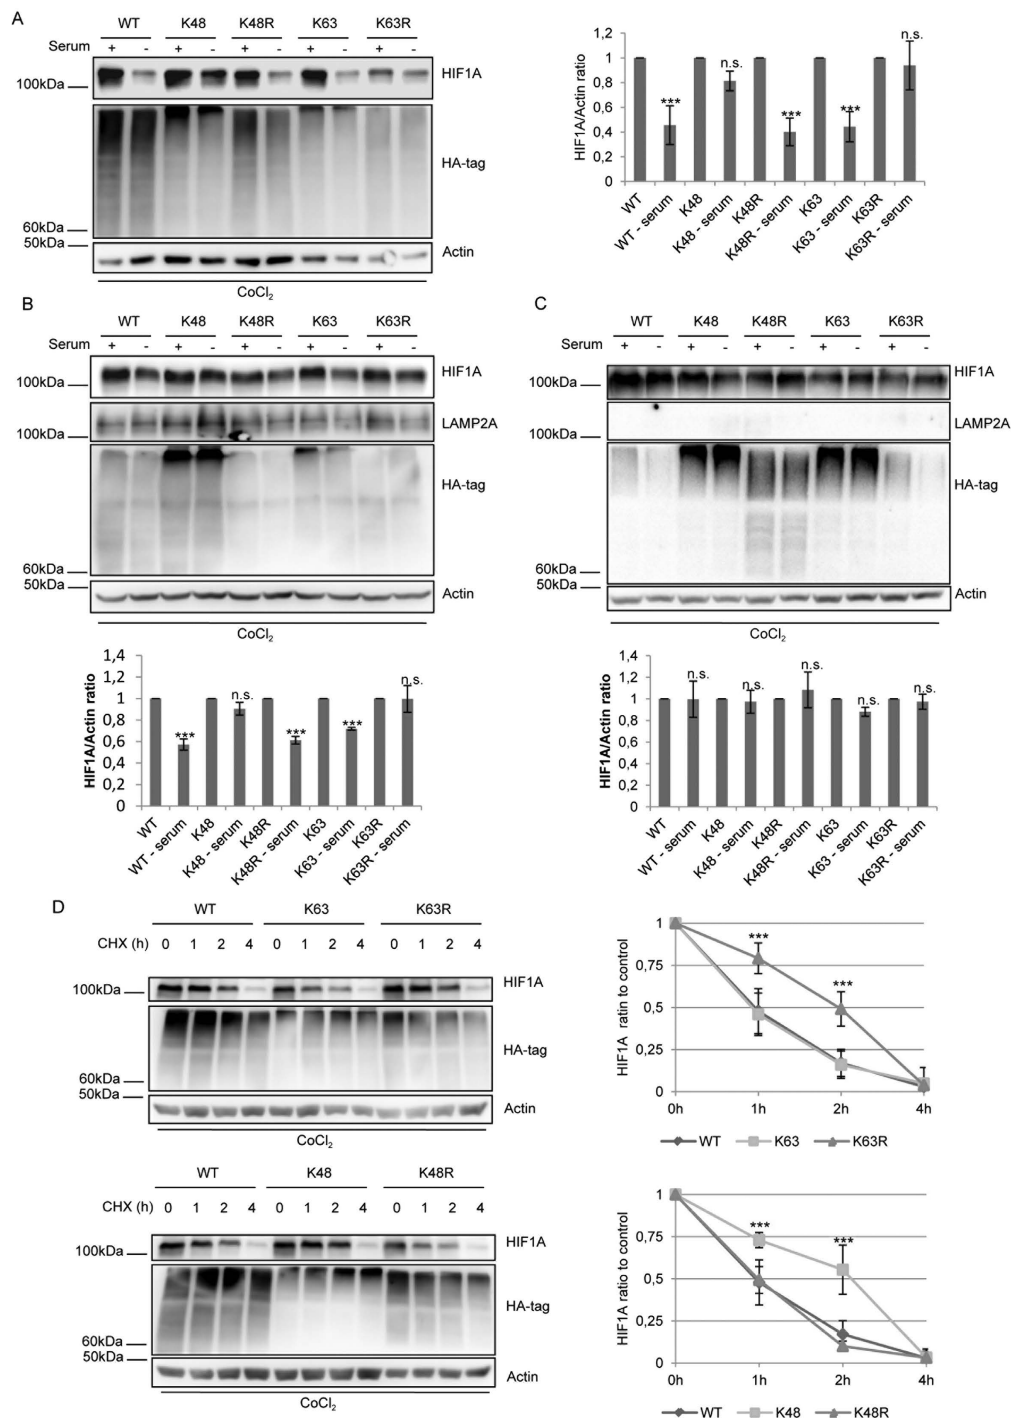 A
WT K48 K48R K63 K63R
Serum + - + - + - + - + -
100kDa HIF1A
HA-tag
60kDa
50kDa
Actin
CoCl2
HIF1A/Actin ratio
1,2
1
0,8
0,6
0,4
0,2
0
*** n.s. *** *** n.s.
WT
WT - serum
K48
K48 - serum
K48R
K48R - serum
K63
K63 - serum
K63R
K63R - serum
B
WT K48 K48R K63 K63R
Serum + - + - + - + - + -
100kDa HIF1A
LAMP2A
100kDa
HA-tag
60kDa
50kDa
Actin
CoCl2
HIF1A/Actin ratio
1,4
1,2
1
0,8
0,6
0,4
0,2
0
*** n.s. *** *** n.s.
WT
WT - serum
K48
K48 - serum
K48R
K48R - serum
K63
K63 - serum
K63R
K63R - serum
C
WT K48 K48R K63 K63R
Serum + - + - + - + - + -
100kDa HIF1A
LAMP2A
100kDa
HA-tag
60kDa
50kDa
Actin
CoCl2
HIF1A/Actin ratio
1,4
1,2
1
0,8
0,6
0,4
0,2
0
n.s. n.s. n.s. n.s. n.s.
WT
WT - serum
K48
K48 - serum
K48R
K48R - serum
K63
K63 - serum
K63R
K63R - serum
D
WT K63 K63R
CHX (h) 0 1 2 4 0 1 2 4 0 1 2 4
100kDa HIF1A
HA-tag
60kDa
50kDa
Actin
CoCl2
HIF1A ratin to control
1
0,75
0,5
0,25
0
*** ***
0h 1h 2h 4h
WT K63 K63R
WT K48 K48R
CHX (h) 0 1 2 4 0 1 2 4 0 1 2 4
100kDa HIF1A
HA-tag
60kDa
50kDa
Actin
CoCl2
HIF1A ratio to control
1
0,75
0,5
0,25
0
*** ***
0h 1h 2h 4h
WT K48 K48R